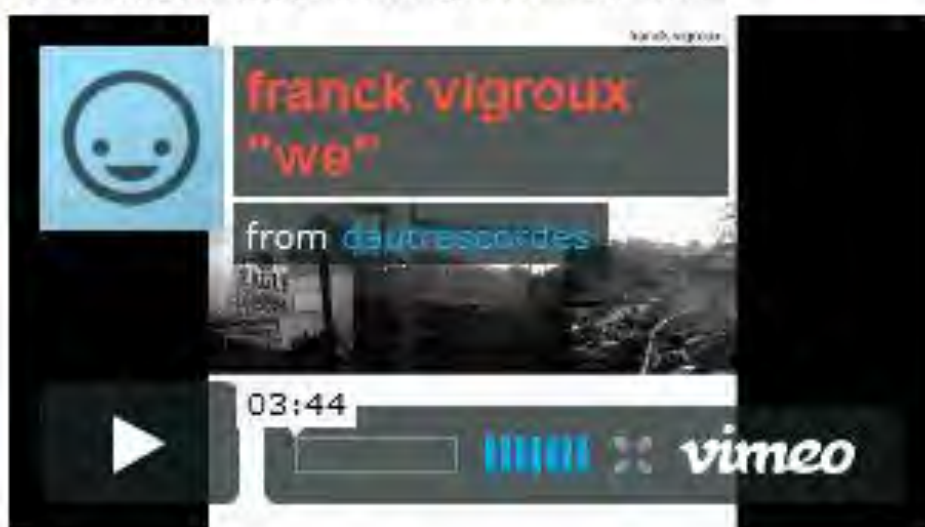 franck vigroux
franck vigroux
"we"
from dautrescordes
03:44
vimeo